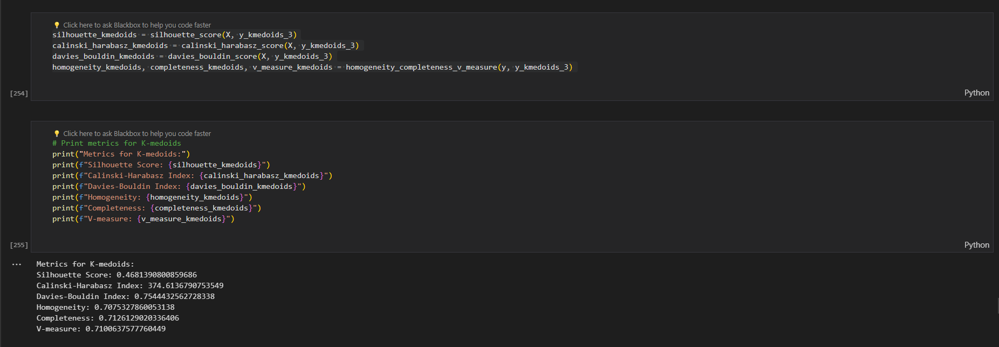 💡 Click here to ask Blackbox to help you code faster
silhouette_kmedoids = silhouette_score(X, y_kmedoids_3)
calinski_harabasz_kmedoids = calinski_harabasz_score(X, y_kmedoids_3)
davies_bouldin_kmedoids = davies_bouldin_score(X, y_kmedoids_3)
homogeneity_kmedoids, completeness_kmedoids, v_measure_kmedoids = homogeneity_completeness_v_measure(y, y_kmedoids_3)
[254]
Python
💡 Click here to ask Blackbox to help you code faster
# Print metrics for K-medoids
print("Metrics for K-medoids:")
print(f"Silhouette Score: {silhouette_kmedoids}")
print(f"Calinski-Harabasz Index: {calinski_harabasz_kmedoids}")
print(f"Davies-Bouldin Index: {davies_bouldin_kmedoids}")
print(f"Homogeneity: {homogeneity_kmedoids}")
print(f"Completeness: {completeness_kmedoids}")
print(f"V-measure: {v_measure_kmedoids}")
[255]
Python
... Metrics for K-medoids:
Silhouette Score: 0.4681390800859686
Calinski-Harabasz Index: 374.6136790753549
Davies-Bouldin Index: 0.7544432562728338
Homogeneity: 0.7075327860053138
Completeness: 0.7126129020336406
V-measure: 0.7100637577760449